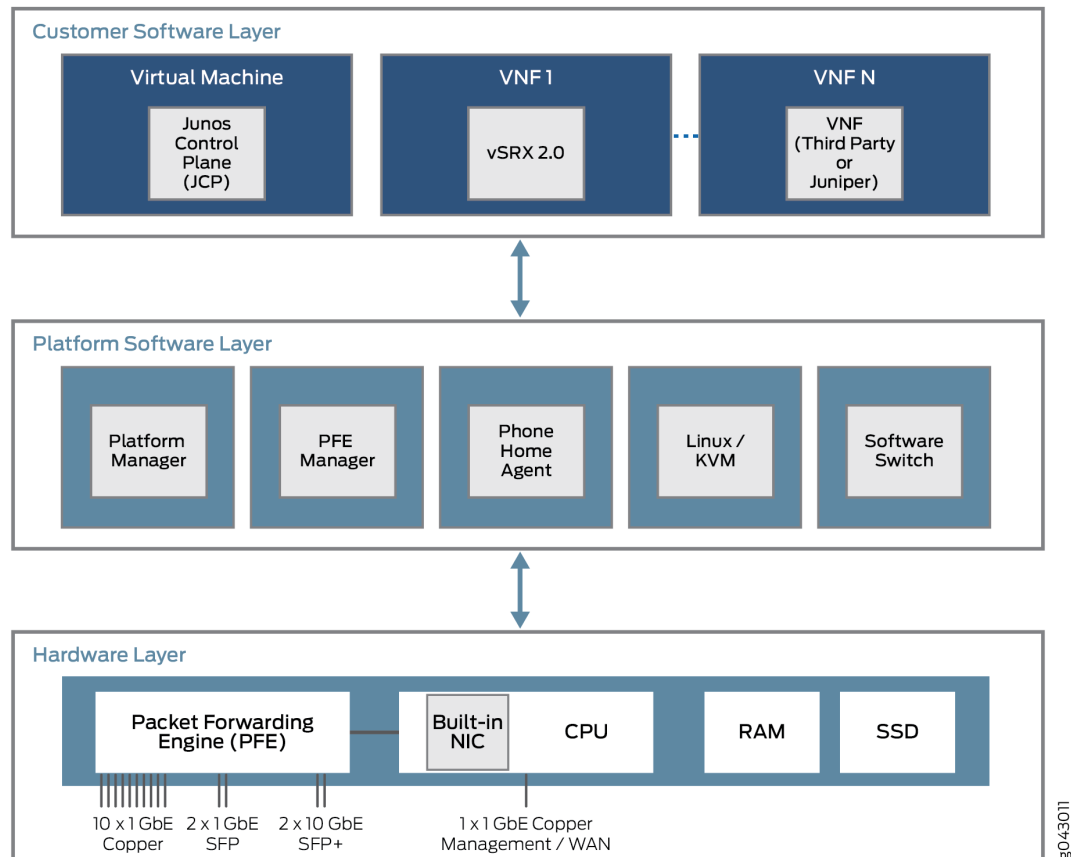 Customer Software Layer
Virtual Machine
Junos
Control
Plane
(JCP)
VNF 1
vSRX 2.0
VNF N
VNF
(Third Party
or
Juniper)
Platform Software Layer
Platform
Manager
PFE
Manager
Phone
Home
Agent
Linux /
KVM
Software
Switch
Hardware Layer
Packet Forwarding
Engine (PFE)
Built-in
NIC
CPU
RAM
SSD
10 x 1 GbE
Copper
2 x 1 GbE
SFP
2 x 10 GbE
SFP+
1 x 1 GbE Copper
Management / WAN
g043011